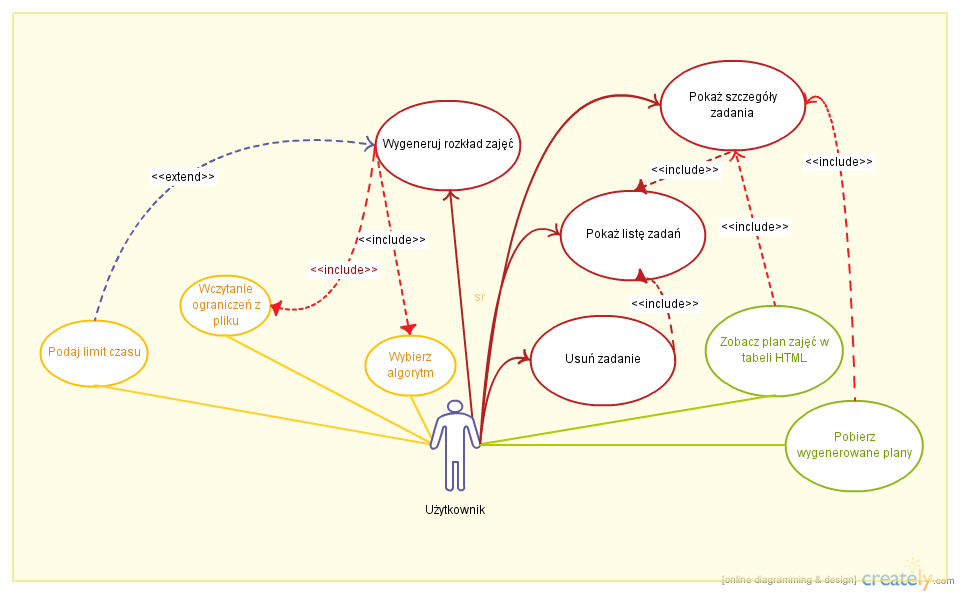 Pokaż szczegóły
zadania
Wygeneruj rozkład zajęć
<<include>>
<<include>>
<<extend>>
<<include>>
Pokaż listę zadań
<<include>>
<<include>>
Wczytanie
ograniczeń z
pliku
sr
<<include>>
Podaj limit czasu
Wybierz
algorytm
Usuń zadanie
Zobacz plan zajęć w
tabeli HTML
Pobierz
wygenerowane plany
Użytkownik
[online diagramming & design] creately.com